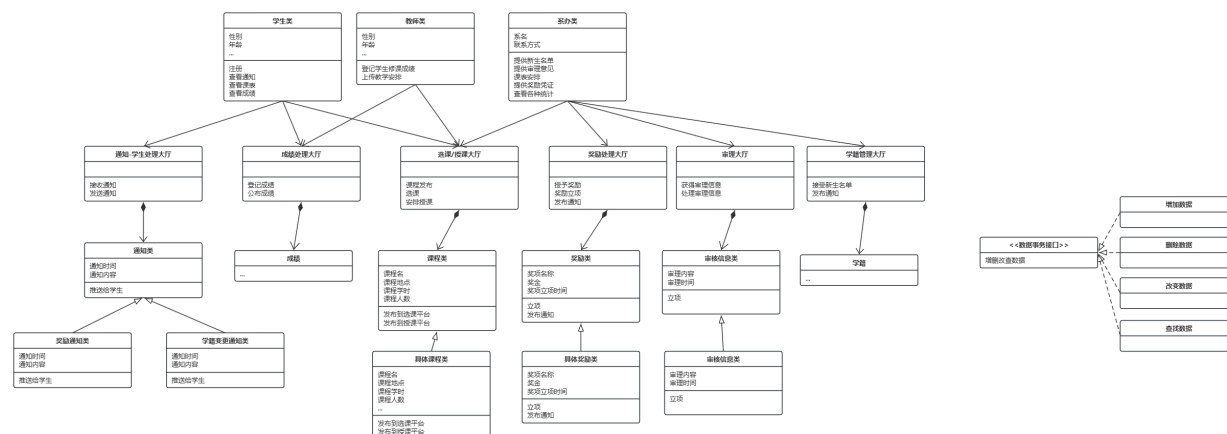 学生类
性别
年龄
...
注册
查看通知
查看课表
查看成绩
教师类
性别
年龄
...
登记学生修课成绩
上传教学安排
系办类
系名
联系方式
提供新生名单
提供审理意见
课表安排
提供奖励凭证
查看各种统计
通知-学生处理大厅
接收通知
发送通知
成绩处理大厅
登记成绩
公布成绩
选课/授课大厅
课程发布
选课
安排授课
奖励处理大厅
授予奖励
奖励立项
发布通知
审理大厅
获得审理信息
处理审理信息
学籍管理大厅
接受新生名单
发布通知
通知类
通知时间
通知内容
推送给学生
成绩
...
课程类
课程名
课程地点
课程学时
课程人数
发布到选课平台
发布到授课平台
奖励类
奖项名称
奖金
奖项立项时间
立项
发布通知
审核信息类
审理内容
审理时间
立项
学籍
...
奖励通知类
通知时间
通知内容
推送给学生
学籍变更通知类
通知时间
通知内容
推送给学生
具体课程类
课程名
课程地点
课程学时
课程人数
...
发布到选课平台
发布到授课平台
具体奖励类
奖项名称
奖金
奖项立项时间
立项
发布通知
审核信息类
审理内容
审理时间
立项
<<数据事务接口>>
增删改查数据
增加数据
删除数据
改变数据
查找数据